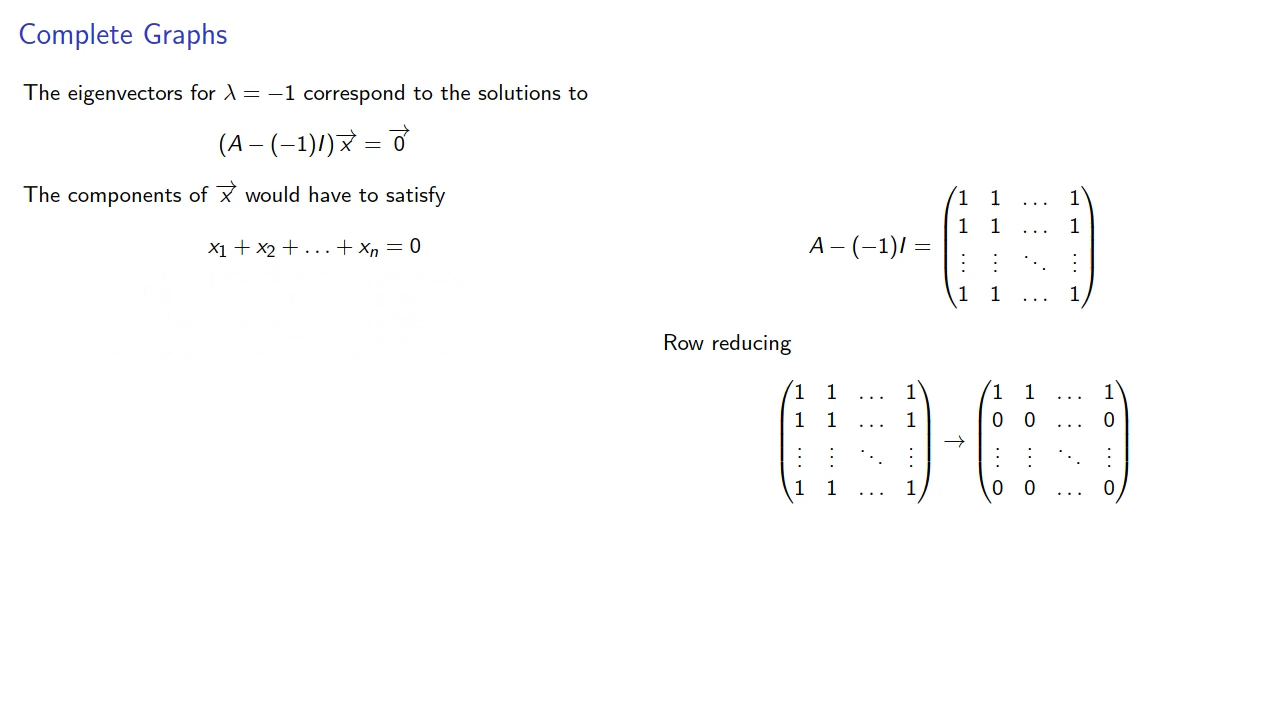 Complete Graphs
The eigenvectors for λ = −1 correspond to the solutions to
(A − (−1)I)x⃗ = 0⃗
The components of x⃗ would have to satisfy
x₁ + x₂ + … + xₙ = 0
A − (−1)I =
1 1 … 1
1 1 … 1
⋮ ⋮ ⋱ ⋮
1 1 … 1
Row reducing
1 1 … 1 1 1 … 1
1 1 … 1 0 0 … 0
⋮ ⋮ ⋱ ⋮ → ⋮ ⋮ ⋱ ⋮
1 1 … 1 0 0 … 0